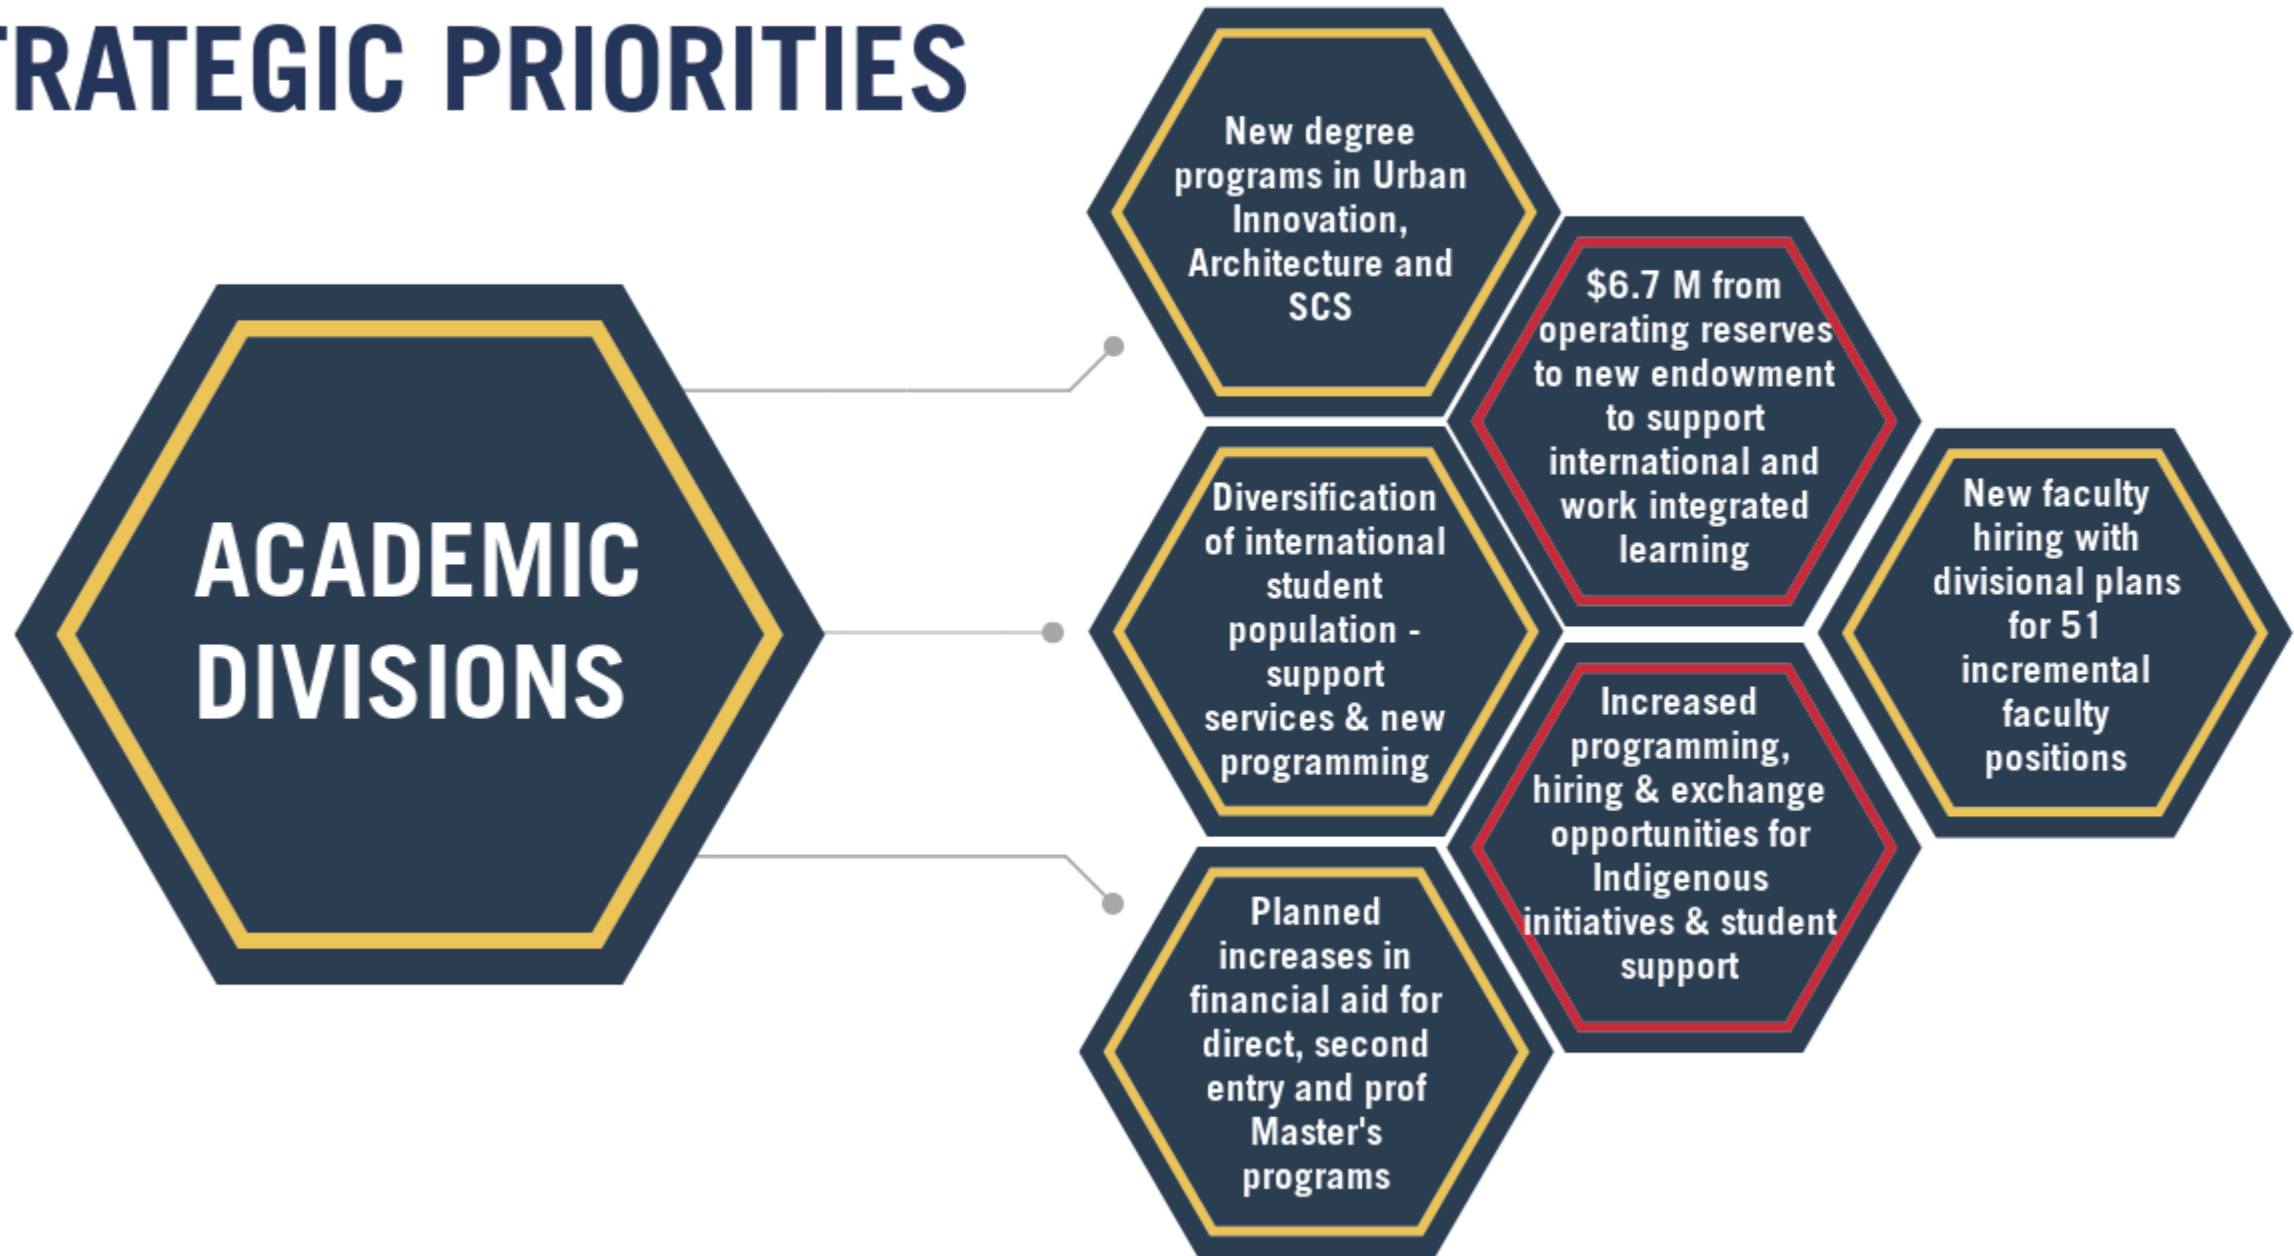 TRATEGIC PRIORITIES
ACADEMIC
DIVISIONS
New degree
programs in Urban
Innovation,
Architecture and
SCS
$6.7 M from
operating reserves
to new endowment
to support
international and
work integrated
learning
Diversification
of international
student
population -
support
services & new
programming
New faculty
hiring with
divisional plans
for 51
incremental
faculty
positions
Increased
programming,
hiring & exchange
opportunities for
Indigenous
initiatives & student
support
Planned
increases in
financial aid for
direct, second
entry and prof
Master's
programs